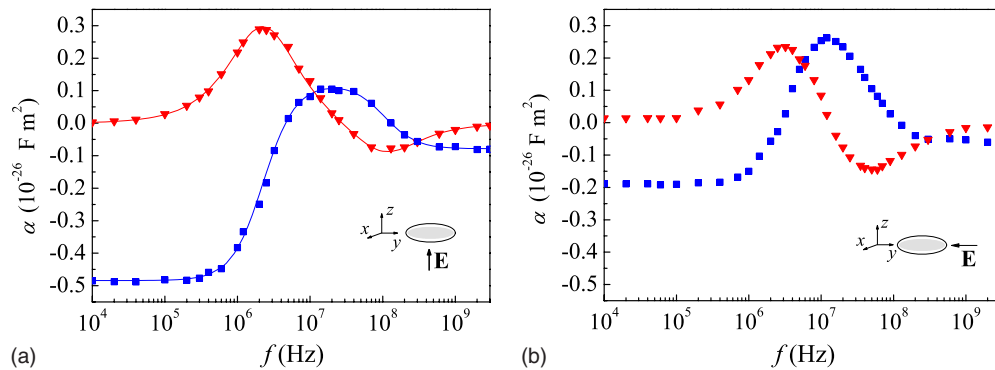 0.3
0.2
0.1
0.0
-0.1
-0.2
-0.3
-0.4
-0.5
α (10⁻²⁶ F m²)
x z y
E
10⁴ 10⁵ 10⁶ 10⁷ 10⁸ 10⁹
f (Hz)
(a)
0.3
0.2
0.1
0.0
-0.1
-0.2
-0.3
-0.4
-0.5
α (10⁻²⁶ F m²)
x z y
E
10⁴ 10⁵ 10⁶ 10⁷ 10⁸ 10⁹
f (Hz)
(b)